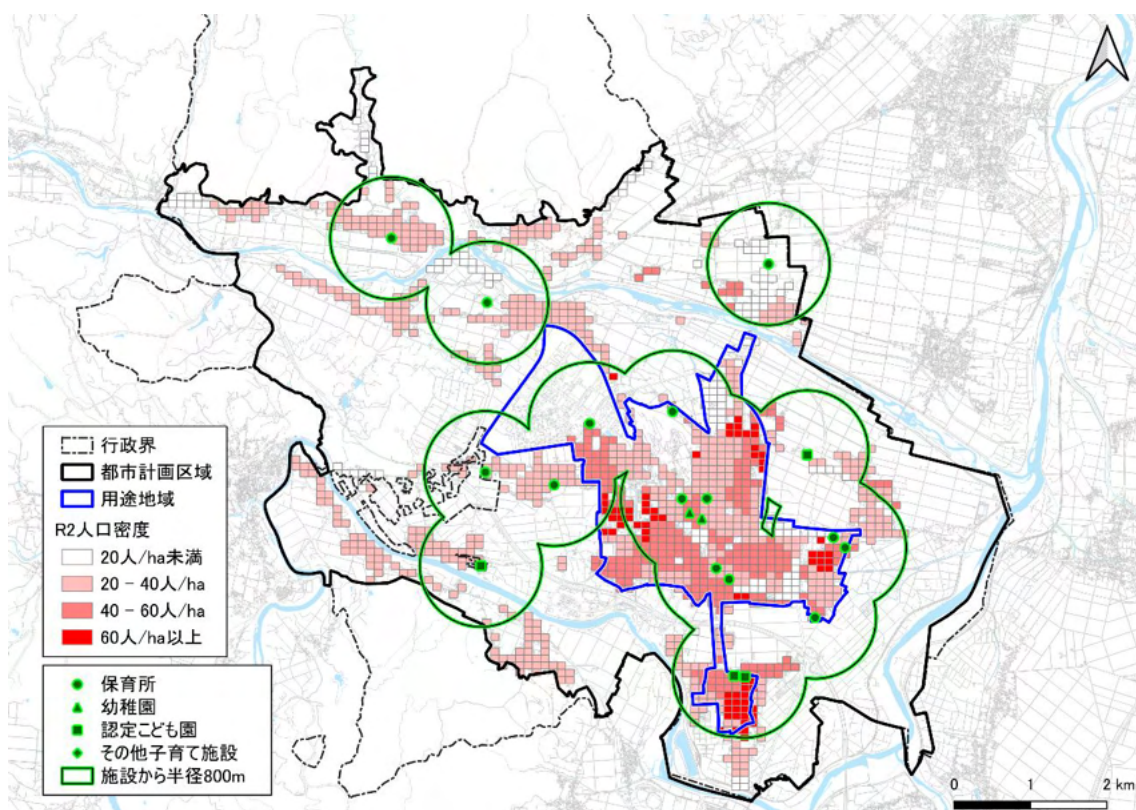 行政界
都市計画区域
用途地域
R2人口密度
20人/ha未満
20－40人/ha
40－60人/ha
60人/ha以上
保育所
幼稚園
認定こども園
その他子育て施設
施設から半径800m
0 1 2 km